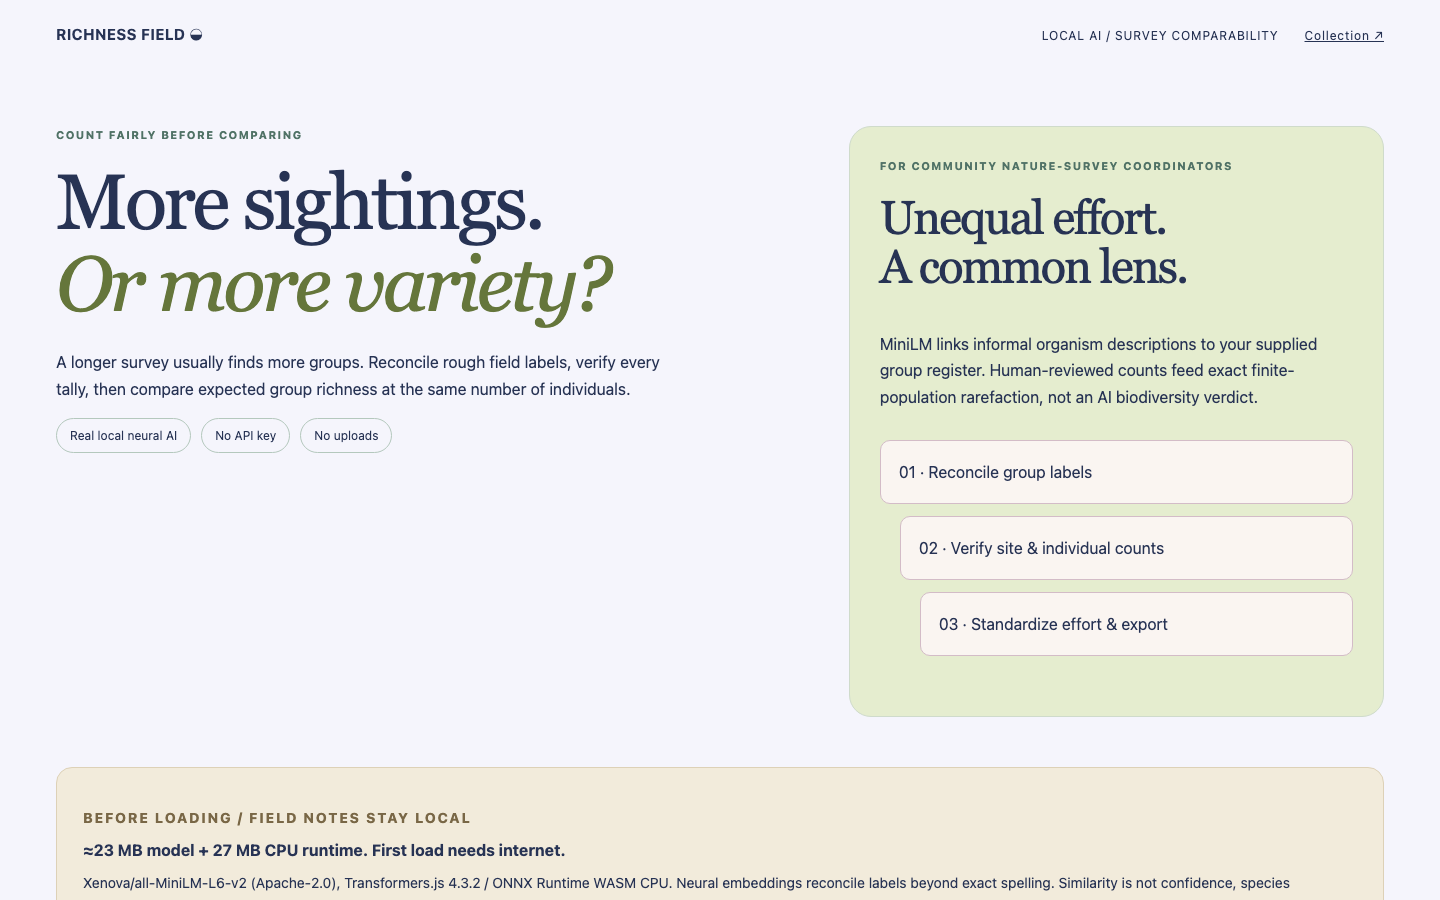 RICHNESS FIELD
LOCAL AI / SURVEY COMPARABILITY
Collection ↗
COUNT FAIRLY BEFORE COMPARING
More sightings.
Or more variety?
A longer survey usually finds more groups. Reconcile rough field labels, verify every
tally, then compare expected group richness at the same number of individuals.
Real local neural AI
No API key
No uploads
FOR COMMUNITY NATURE-SURVEY COORDINATORS
Unequal effort.
A common lens.
MiniLM links informal organism descriptions to your supplied
group register. Human-reviewed counts feed exact finite-
population rarefaction, not an AI biodiversity verdict.
01 · Reconcile group labels
02 · Verify site & individual counts
03 · Standardize effort & export
BEFORE LOADING / FIELD NOTES STAY LOCAL
≈23 MB model + 27 MB CPU runtime. First load needs internet.
Xenova/all-MiniLM-L6-v2 (Apache-2.0), Transformers.js 4.3.2 / ONNX Runtime WASM CPU. Neural embeddings reconcile labels beyond exact spelling. Similarity is not confidence, species